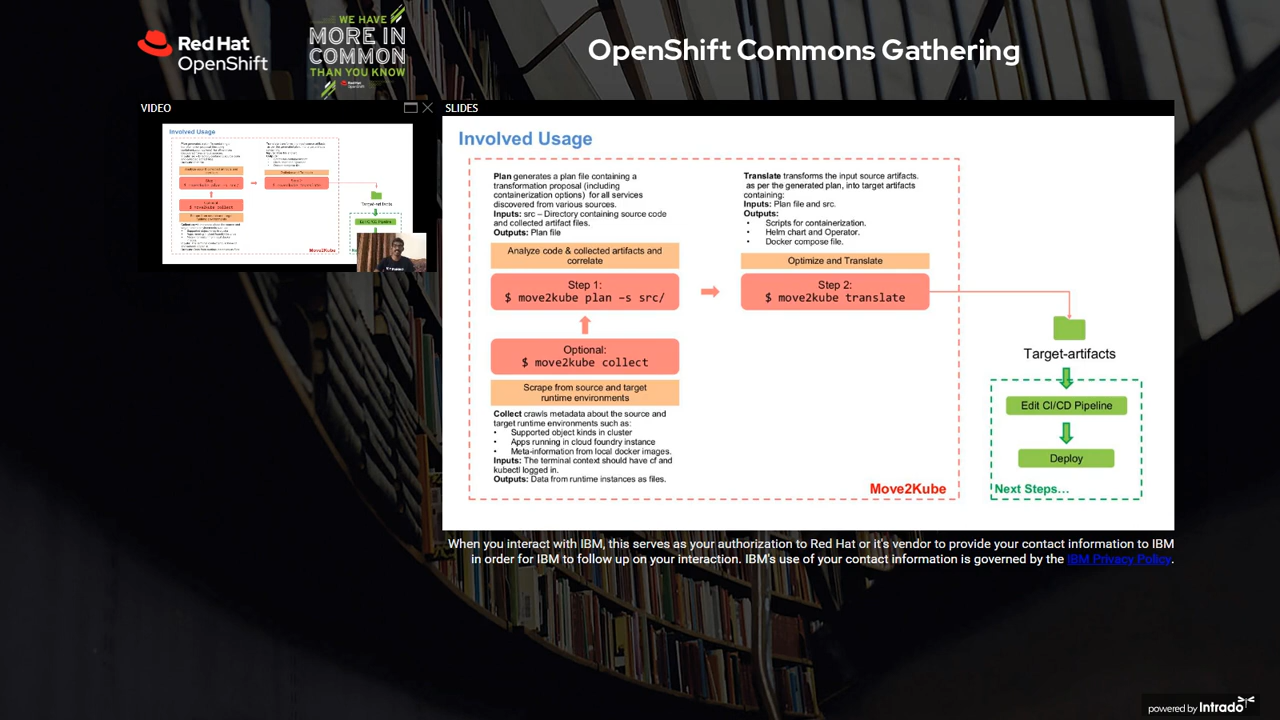 Red Hat
OpenShift
WE HAVE
MORE IN
COMMON
THAN YOU KNOW
Red Hat
OpenShift
OpenShift Commons Gathering
VIDEO
SLIDES
Involved Usage
Move2Kube
Involved Usage
Plan generates a plan file containing a
transformation proposal (including
containerization options) for all services
discovered from various sources.
Inputs: src – Directory containing source code
and collected artifact files.
Outputs: Plan file
Analyze code & collected artifacts and
correlate
Step 1:
$ move2kube plan –s src/
Optional:
$ move2kube collect
Scrape from source and target
runtime environments
Collect crawls metadata about the source and
target runtime environments such as:
• Supported object kinds in cluster
• Apps running in cloud foundry instance
• Meta-information from local docker images.
Inputs: The terminal context should have cf and
kubectl logged in.
Outputs: Data from runtime instances as files.
Translate transforms the input source artifacts.
as per the generated plan, into target artifacts
containing:
Inputs: Plan file and src.
Outputs:
• Scripts for containerization.
• Helm chart and Operator.
• Docker compose file.
Optimize and Translate
Step 2:
$ move2kube translate
Move2Kube
Target-artifacts
Edit CI/CD Pipeline
Deploy
Next Steps…
When you interact with IBM, this serves as your authorization to Red Hat or it's vendor to provide your contact information to IBM
in order for IBM to follow up on your interaction. IBM's use of your contact information is governed by the IBM Privacy Policy.
powered by Intrado